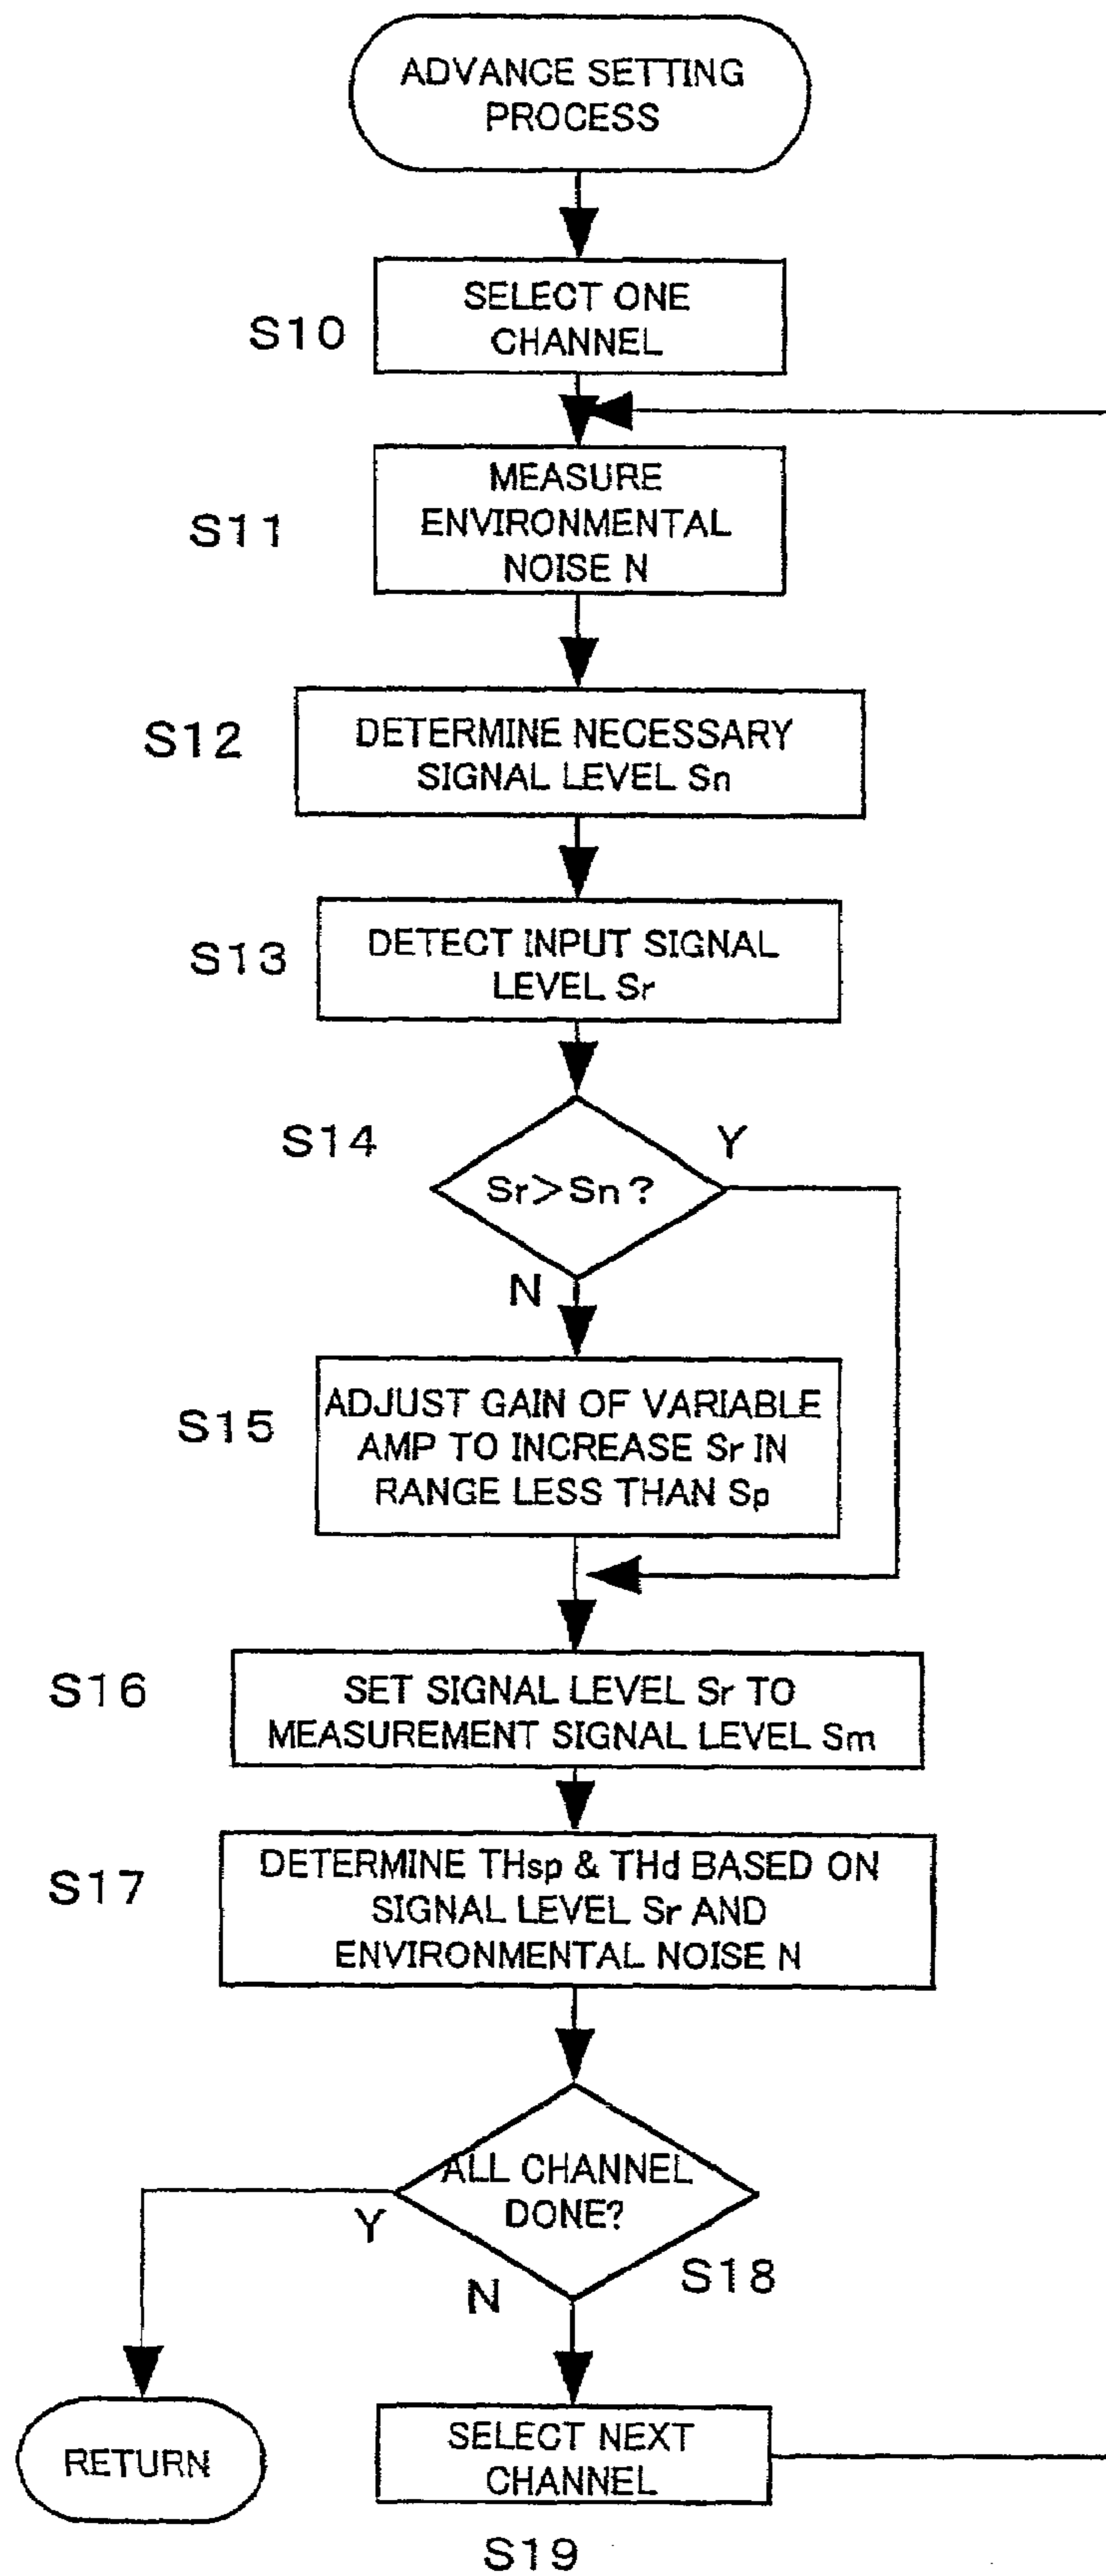 ADVANCE SETTING
PROCESS
S10
SELECT ONE
CHANNEL
S11
MEASURE
ENVIRONMENTAL
NOISE N
S12
DETERMINE NECESSARY
SIGNAL LEVEL Sn
S13
DETECT INPUT SIGNAL
LEVEL Sr
S14
Sr>Sn?
Y
N
S15
ADJUST GAIN OF VARIABLE
AMP TO INCREASE Sr IN
RANGE LESS THAN Sp
S16
SET SIGNAL LEVEL Sr TO
MEASUREMENT SIGNAL LEVEL Sm
S17
DETERMINE THsp & THd BASED ON
SIGNAL LEVEL Sr AND
ENVIRONMENTAL NOISE N
ALL CHANNEL
DONE?
Y
N
S18
RETURN
SELECT NEXT
CHANNEL
S19